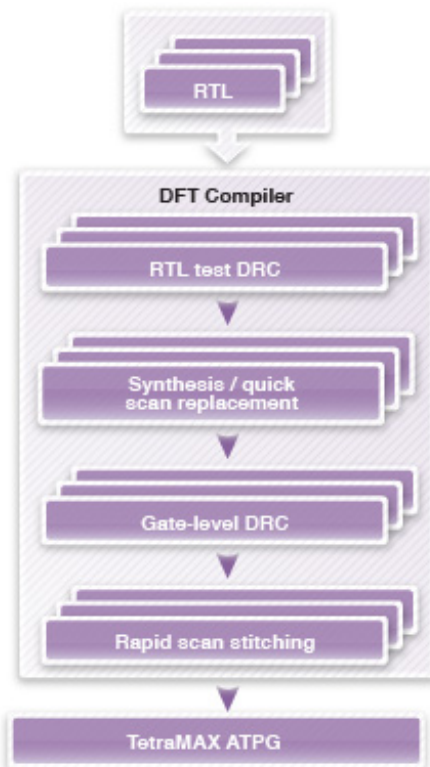 RTL
DFT Compiler
RTL test DRC
Synthesis / quick
scan replacement
Gate-level DRC
Rapid scan stitching
TetraMAX ATPG